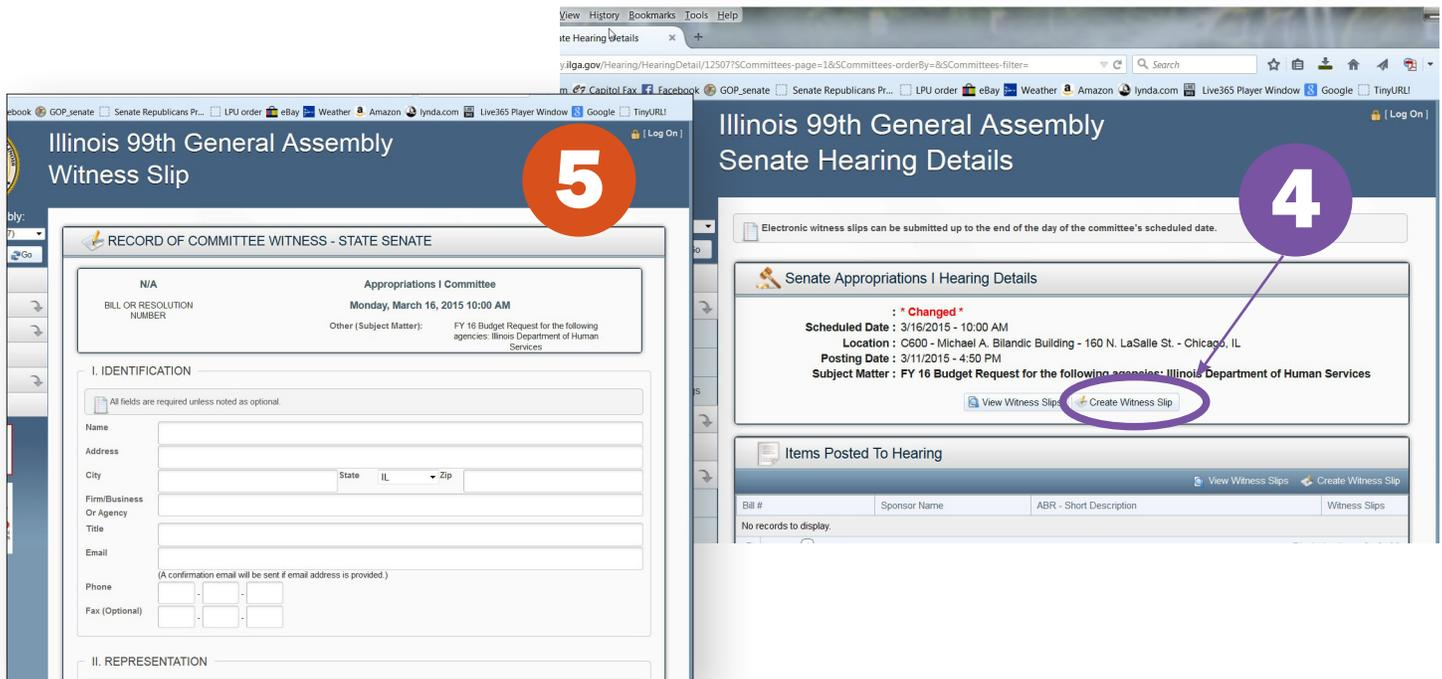 View History Bookmarks Tools Help
ate Hearing Details × +
y.ilga.gov/Hearing/HearingDetail/12507?SCommittees-page=1&SCommittees-orderBy=&SCommittees-filter=
Search
m Capitol Fax Facebook GOP_senate Senate Republicans Pr... LPU order eBay Weather Amazon lynda.com Live365 Player Window Google TinyURL!
Illinois 99th General Assembly
Senate Hearing Details
[ Log On ]
4
Electronic witness slips can be submitted up to the end of the day of the committee's scheduled date.
Senate Appropriations I Hearing Details
: * Changed *
Scheduled Date : 3/16/2015 - 10:00 AM
Location : C600 - Michael A. Bilandic Building - 160 N. LaSalle St. - Chicago, IL
Posting Date : 3/11/2015 - 4:50 PM
Subject Matter : FY 16 Budget Request for the following agencies: Illinois Department of Human Services
View Witness Slips Create Witness Slip
Items Posted To Hearing
View Witness Slips Create Witness Slip
Bill # Sponsor Name ABR - Short Description Witness Slips
No records to display.
ebook GOP_senate Senate Republicans Pr... LPU order eBay Weather Amazon lynda.com Live365 Player Window Google TinyURL!
Illinois 99th General Assembly
Witness Slip
[ Log On ]
5
bly:
7)
Go
RECORD OF COMMITTEE WITNESS - STATE SENATE
N/A
BILL OR RESOLUTION
NUMBER
Appropriations I Committee
Monday, March 16, 2015 10:00 AM
Other (Subject Matter): FY 16 Budget Request for the following
agencies: Illinois Department of Human
Services
I. IDENTIFICATION
All fields are required unless noted as optional.
Name
Address
City State IL Zip
Firm/Business
Or Agency
Title
Email
(A confirmation email will be sent if email address is provided.)
Phone - -
Fax (Optional) - -
II. REPRESENTATION